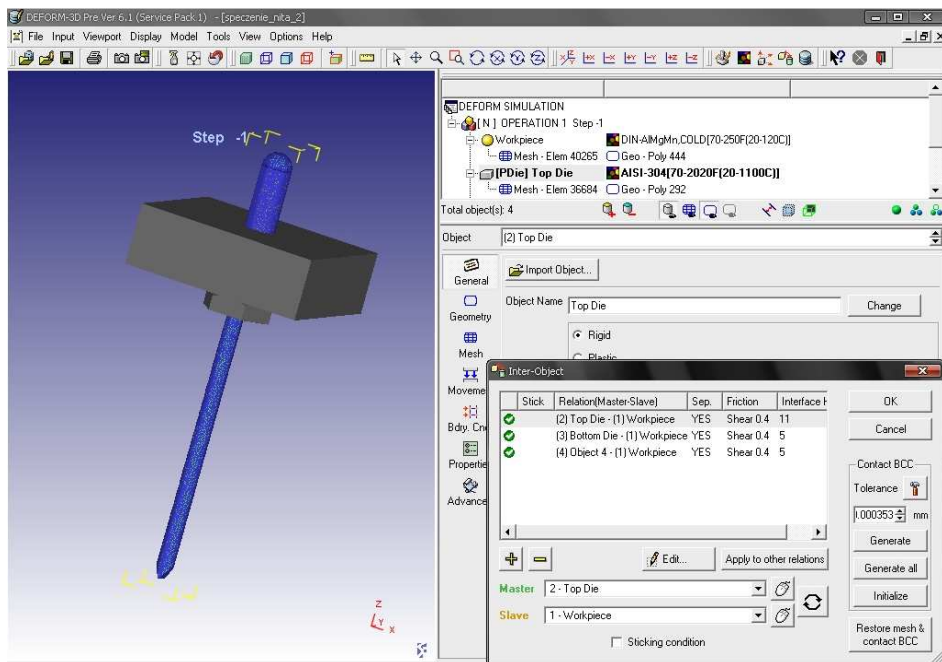 DEFORM-3D Pre Ver 6.1 (Service Pack 1) - [speczenie_nita_2]
File Input Viewport Display Model Tools View Options Help
Step -1
DEFORM SIMULATION
[ N ] OPERATION 1 Step -1
Workpiece DIN-AlMgMn,COLD[70-250F(20-120C)]
Mesh - Elem 40265 Geo - Poly 444
[PDie] Top Die AISI-304[70-2020F(20-1100C)]
Mesh - Elem 36684 Geo - Poly 292
Total object(s): 4
Object (2) Top Die
General
Import Object...
Object Name Top Die Change
Geometry
Rigid
Plastic
Mesh
Inter-Object
Moveme
Stick Relation(Master-Slave) Sep. Friction Interface H
OK
(2) Top Die - (1) Workpiece YES Shear 0.4 11
Bdry. Cn
(3) Bottom Die - (1) Workpiece YES Shear 0.4 5
Cancel
(4) Object 4 - (1) Workpiece YES Shear 0.4 5
Propertie
Contact BCC
Advance
Tolerance
.000353 mm
Generate
Edit... Apply to other relations
Generate all
Master 2 - Top Die
Initialize
Slave 1 - Workpiece
Sticking condition
Restore mesh &
contact BCC
Z
Y X